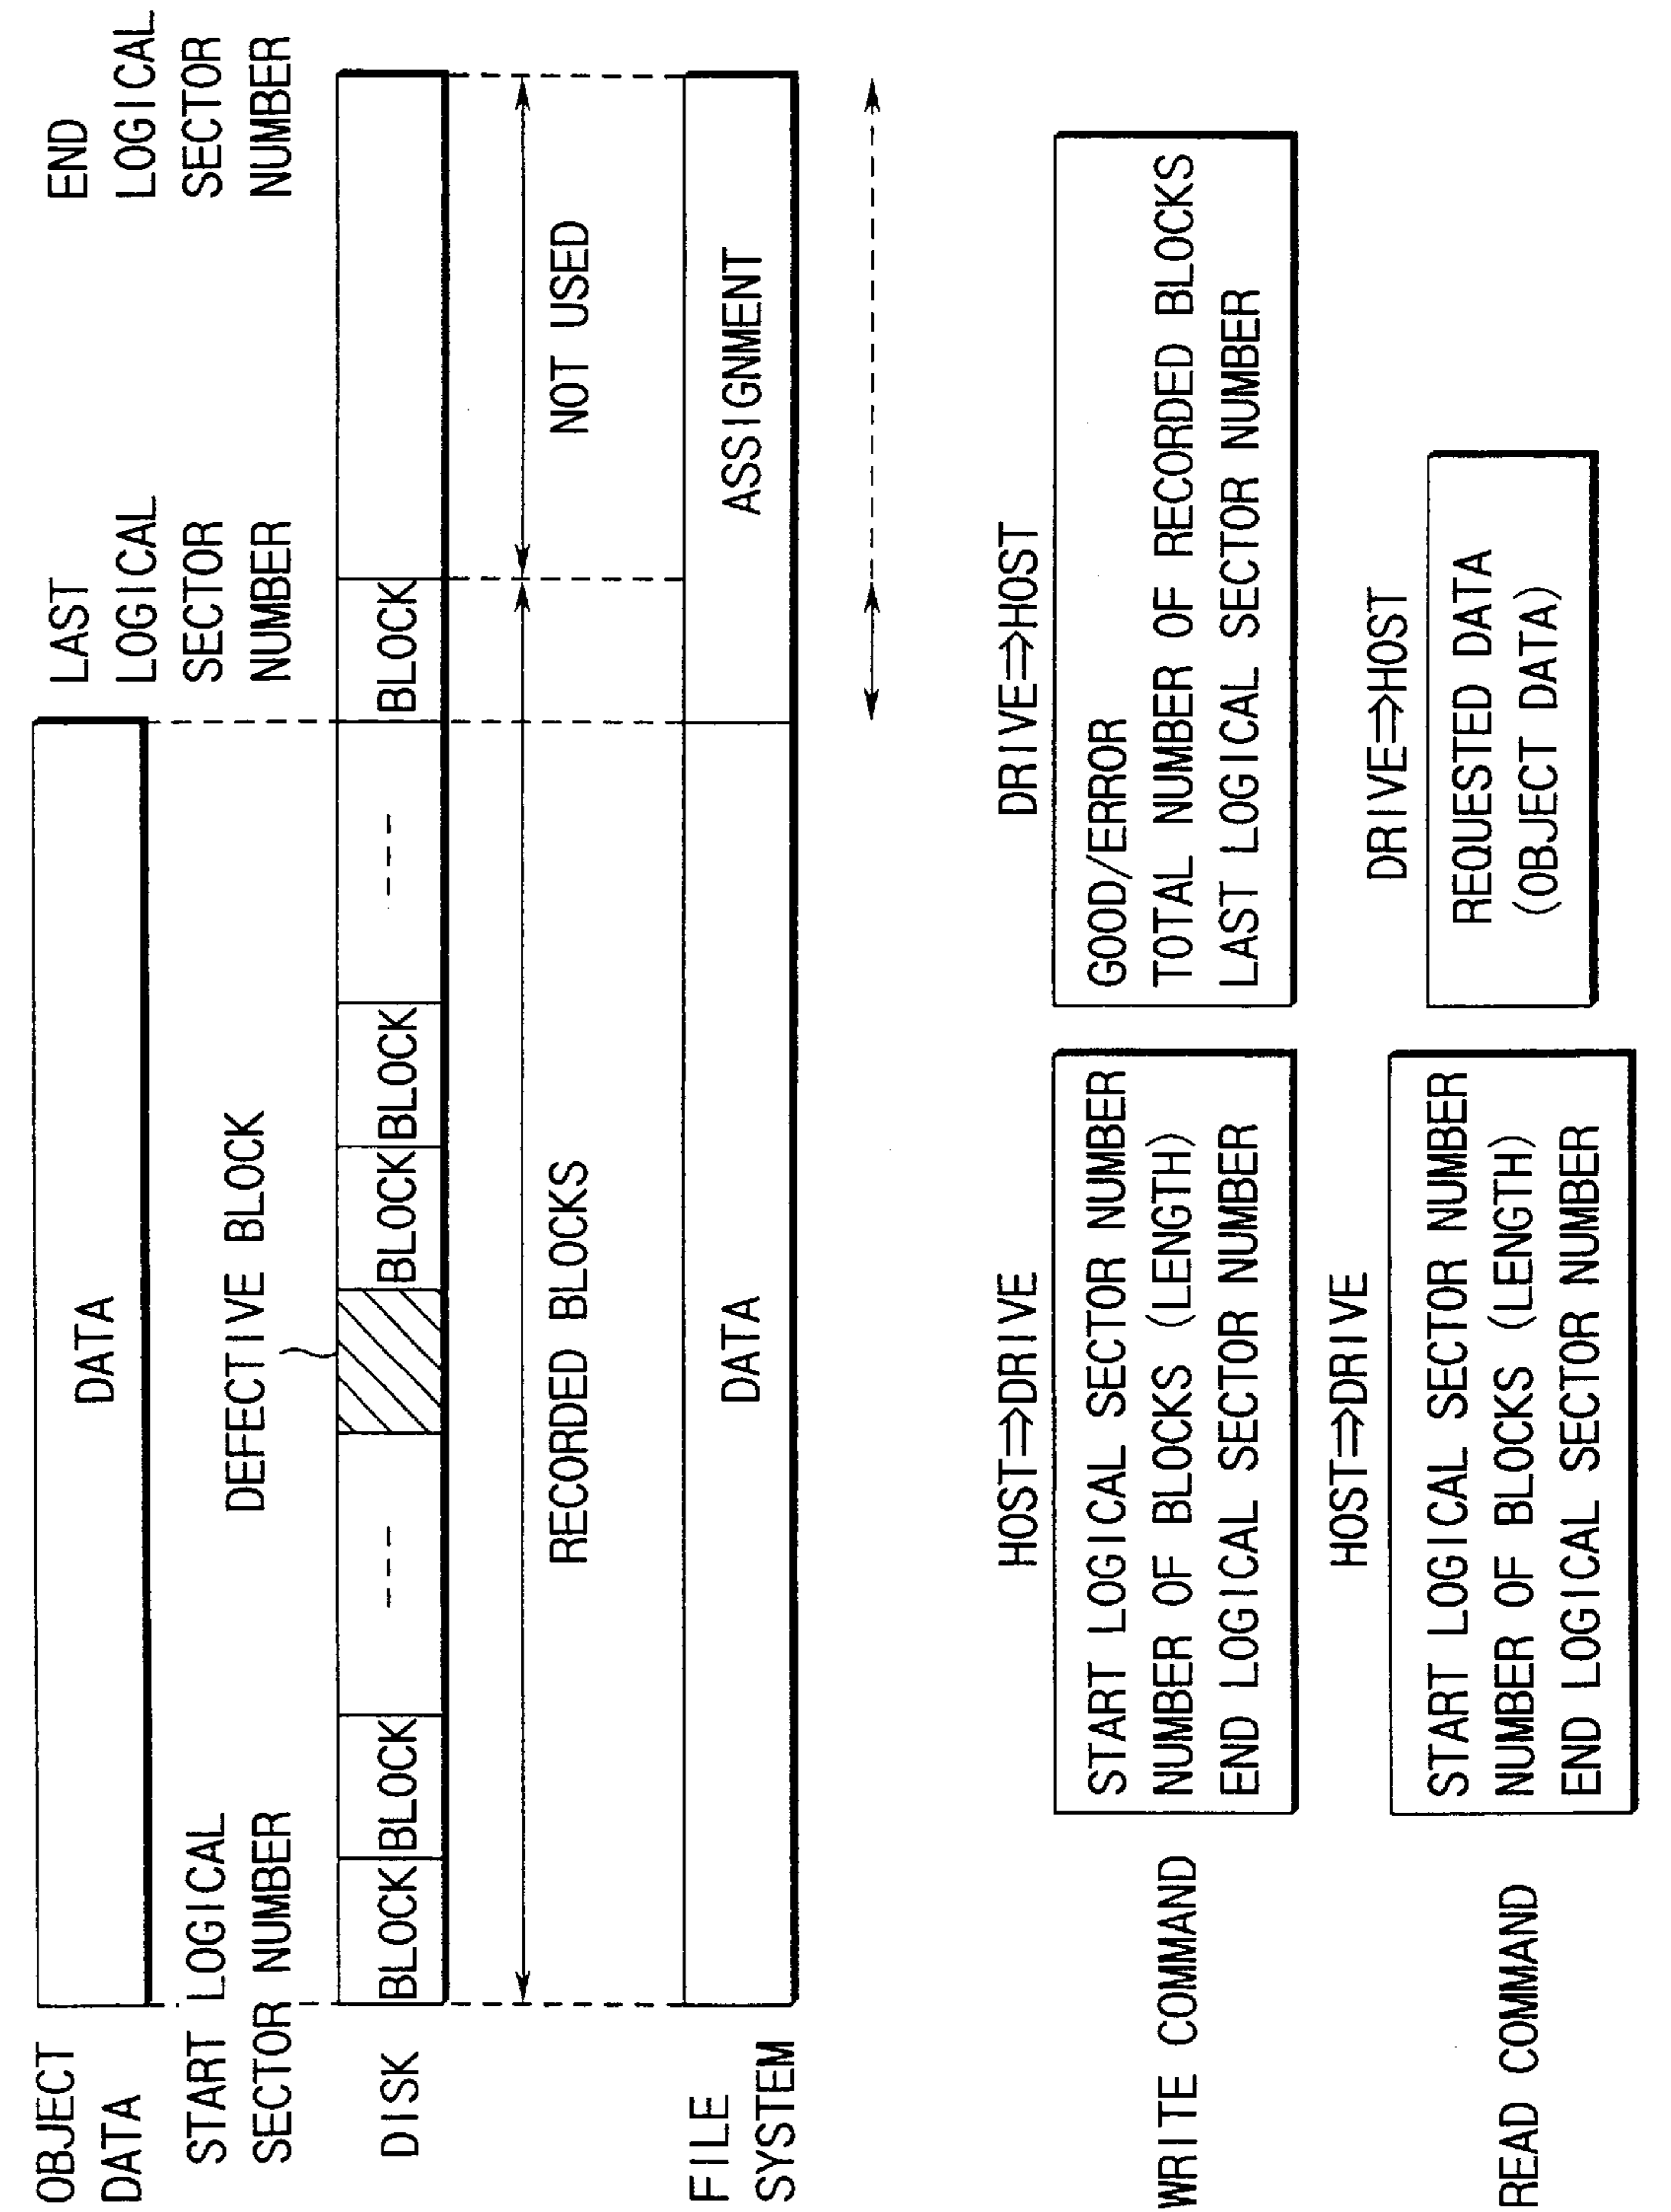 OBJECT
DATA
DATA
START LOGICAL
SECTOR NUMBER
DEFECTIVE BLOCK
LAST
LOGICAL
SECTOR
NUMBER
END
LOGICAL
SECTOR
NUMBER
DISK
BLOCK BLOCK --- BLOCK BLOCK --- BLOCK
RECORDED BLOCKS
NOT USED
FILE
SYSTEM
DATA
ASSIGNMENT
HOST⇒DRIVE
DRIVE⇒HOST
WRITE COMMAND
START LOGICAL SECTOR NUMBER
NUMBER OF BLOCKS (LENGTH)
END LOGICAL SECTOR NUMBER
GOOD/ERROR
TOTAL NUMBER OF RECORDED BLOCKS
LAST LOGICAL SECTOR NUMBER
HOST⇒DRIVE
DRIVE⇒HOST
READ COMMAND
START LOGICAL SECTOR NUMBER
NUMBER OF BLOCKS (LENGTH)
END LOGICAL SECTOR NUMBER
REQUESTED DATA
(OBJECT DATA)